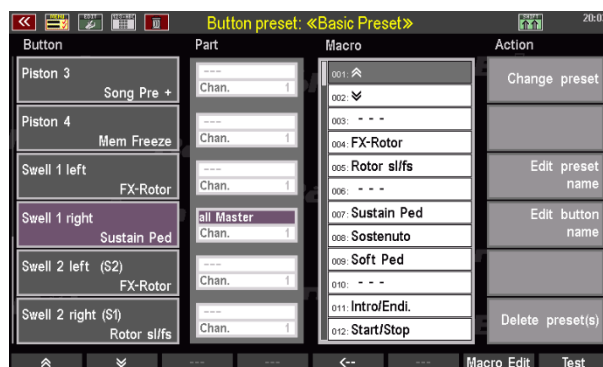 Button preset: «Basic Preset»
20:0
Button
Part
Macro
Action
Piston 3
Song Pre +
---
Chan. 1
Piston 4
Mem Freeze
---
Chan. 1
Swell 1 left
FX-Rotor
---
Chan. 1
Swell 1 right
Sustain Ped
all Master
Chan. 1
Swell 2 left (S2)
FX-Rotor
---
Chan. 1
Swell 2 right (S1)
Rotor sl/fs
---
Chan. 1
001:
002:
003: - - -
004: FX-Rotor
005: Rotor sl/fs
006: - - -
007: Sustain Ped
008: Sostenuto
009: Soft Ped
010: - - -
011: Intro/Endi.
012: Start/Stop
Change preset
Edit preset
name
Edit button
name
Delete preset(s)
--- --- <-- --- Macro Edit Test